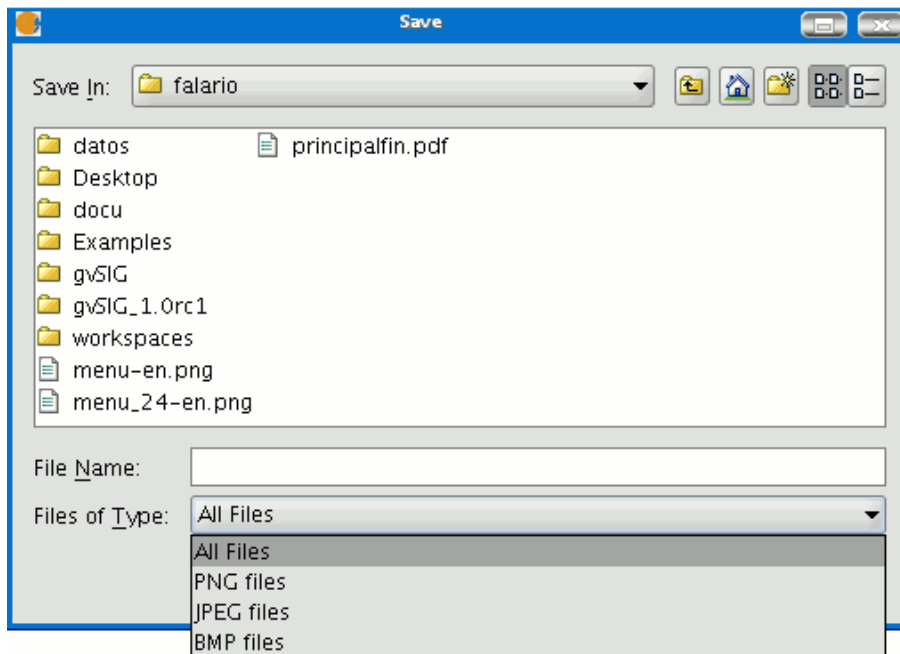 Save
Save In: falario
datos principalfin.pdf
Desktop
docu
Examples
gvSIG
gvSIG_1.0rc1
workspaces
menu-en.png
menu_24-en.png
File Name:
Files of Type: All Files
All Files
PNG files
JPEG files
BMP files